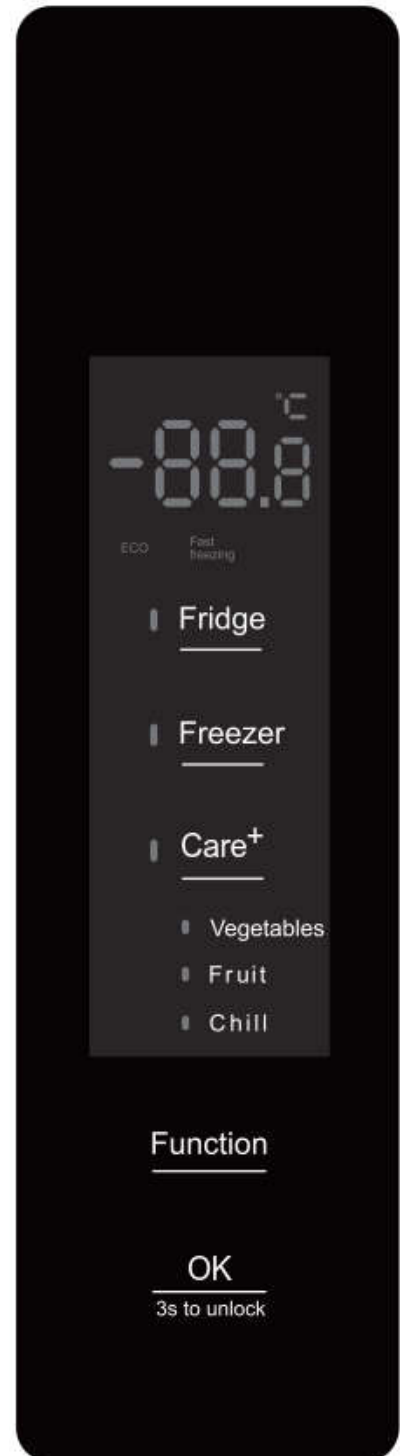 °C
-88.8
ECO
Fast
freezing
Fridge
Freezer
Care⁺
Vegetables
Fruit
Chill
Function
OK
3s to unlock